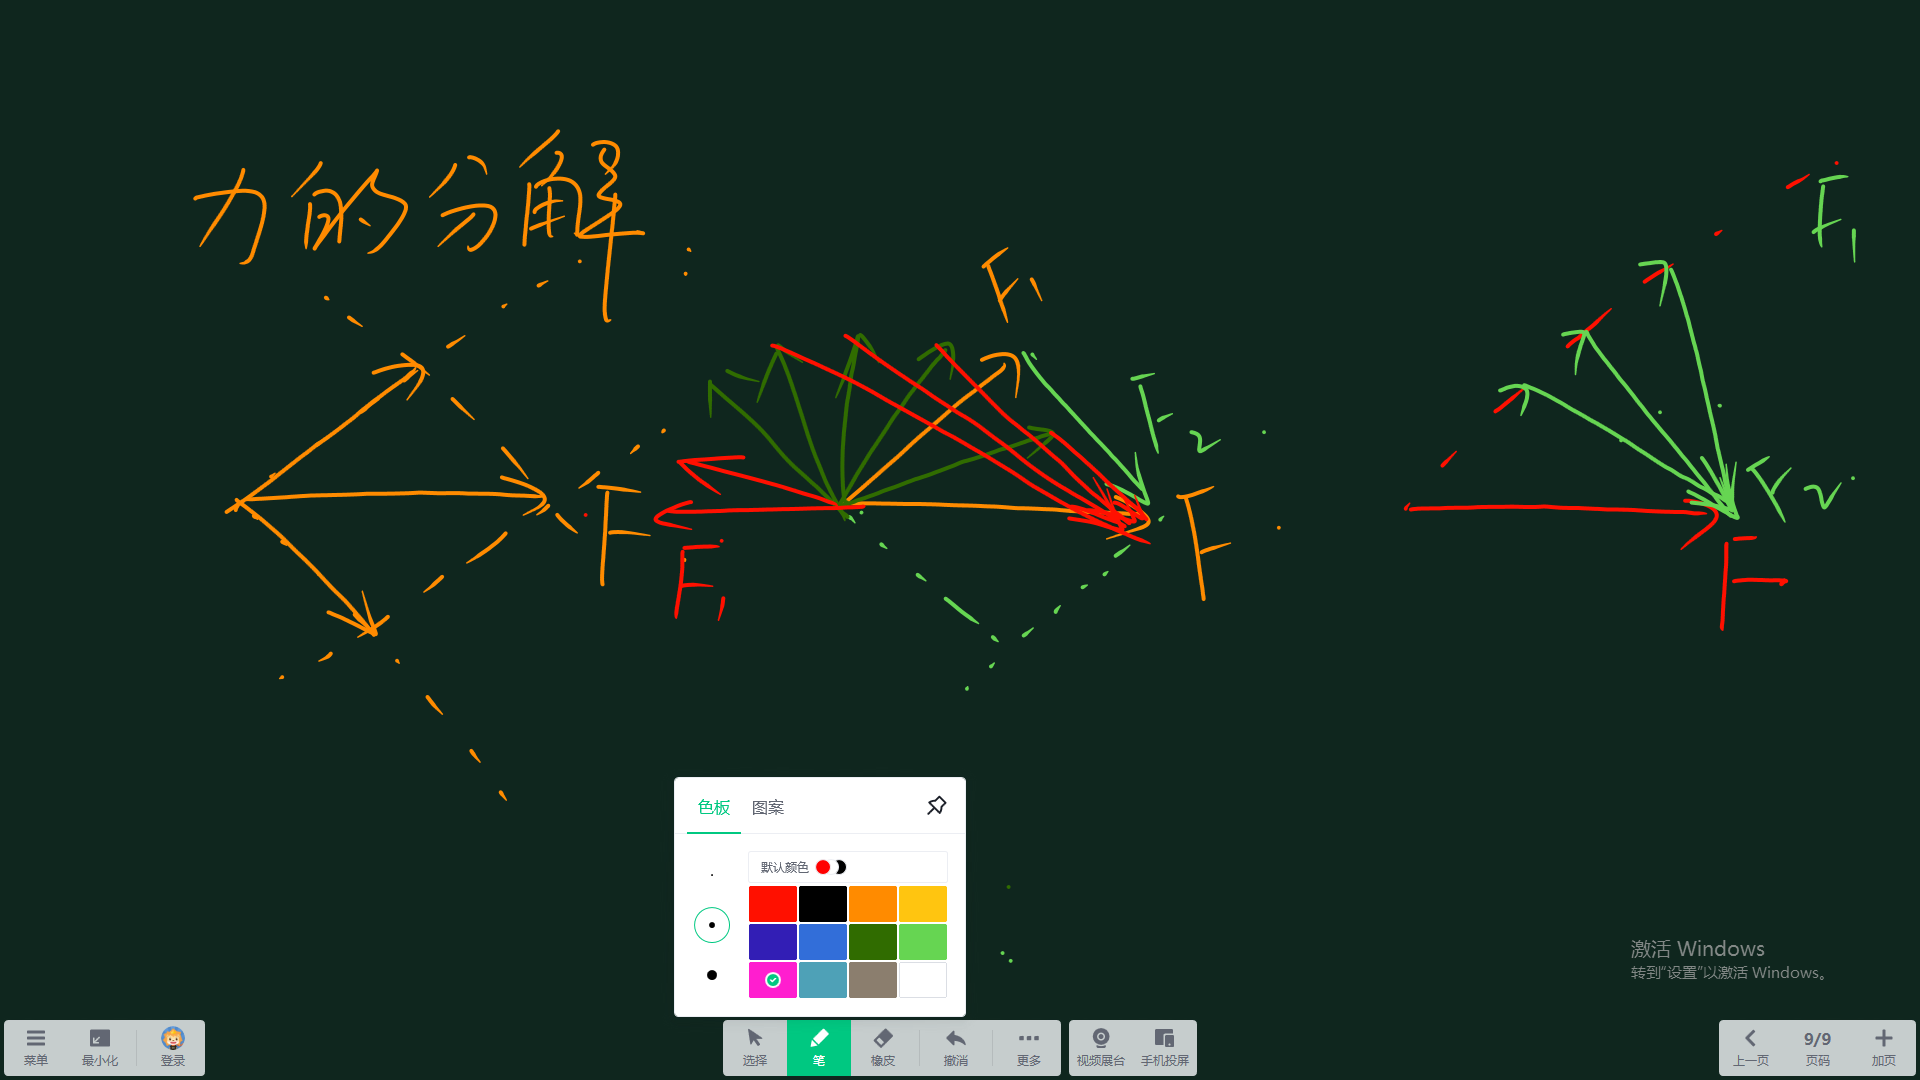 力的分解
F₁
F₁
F₂
F
F
F₂
F₁
F
色板 图案
默认颜色
激活 Windows
转到“设置”以激活 Windows。
菜单 最小化 登录
选择 笔 橡皮 撤消 更多
视频展台 手机投屏
上一页 9/9 页码 加页